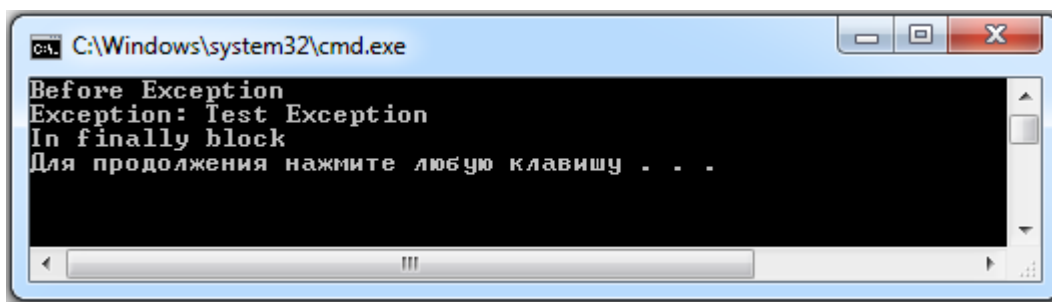 C:\Windows\system32\cmd.exe
Before Exception
Exception: Test Exception
In finally block
Для продолжения нажмите любую клавишу . . .